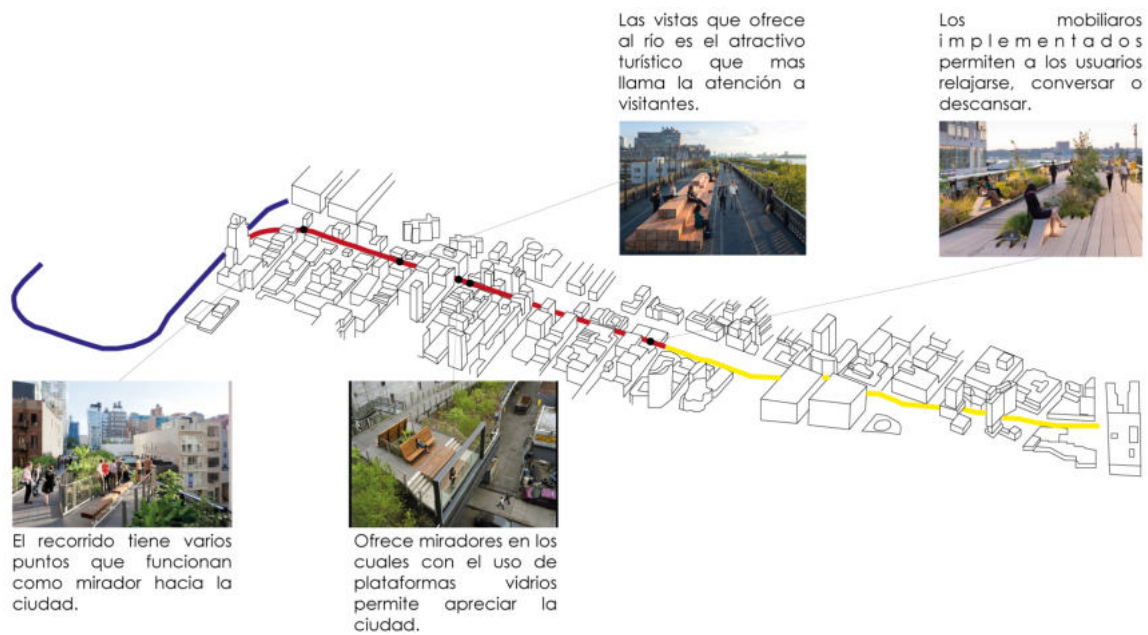 Las vistas que ofrece
al río es el atractivo
turístico que mas
llama la atención a
visitantes.
Los mobiliaros
implementados
permiten a los usuarios
relajarse, conversar o
descansar.
El recorrido tiene varios
puntos que funcionan
como mirador hacia la
ciudad.
Ofrece miradores en los
cuales con el uso de
plataformas vidrios
permite apreciar la
ciudad.